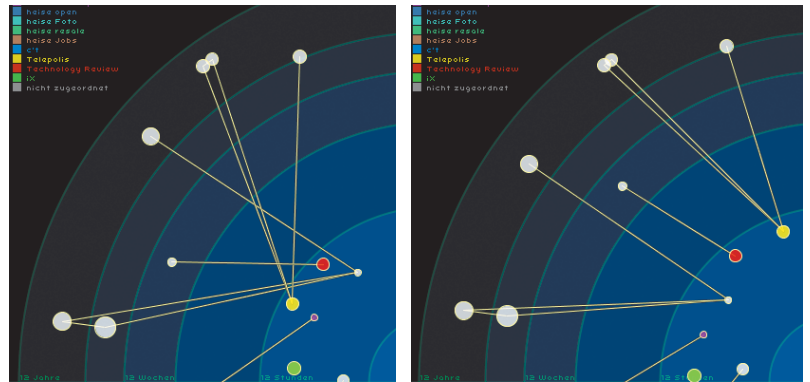 heise open
heise Foto
heise resale
heise Jobs
c't
Telepolis
Technology Review
iX
nicht zugeordnet
12 Jahre
12 Wochen
12 Stunden
heise open
heise Foto
heise resale
heise Jobs
c't
Telepolis
Technology Review
iX
nicht zugeordnet
12 Jahre
12 Wochen
12 Stunden